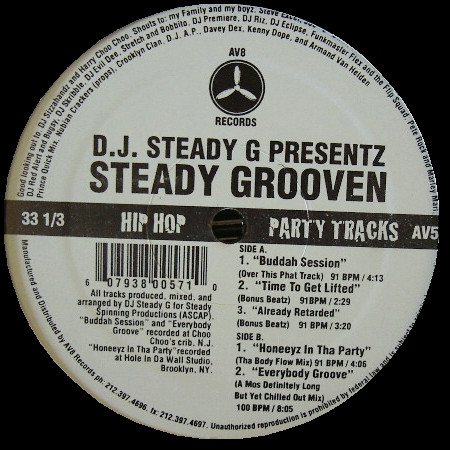 Good looking out to, DJ Sizzahandz and Harry Choo Choo. Shouts to: my Family and my boyz. Steve
DJ Red Alert and Bugsy, DJ Skribble, DJ Evil Dee, Stretch and Bobbito, DJ Premiere, DJ Riz, DJ Eclipse, Funkmaster Flex and the Flip Squad, Pete Rock and Marley Marl,
Prince Quick Mix, Nubian Crackers (props), Crooklyn Clan, D.J. A.P., Davey Dex, Kenny Dope, and Armand Van Helden
AV8
RECORDS
D.J. STEADY G PRESENTZ
STEADY GROOVEN
33 1/3
HIP HOP
PARTY TRACKS
AV5
6 07938 00571 0
All tracks produced, mixed, and
arranged by DJ Steady G for Steady
Spinning Productions (ASCAP).
"Buddah Session" and "Everybody
Groove" recorded at Choo
Choo's crib. N.J.
"Honeeyz In Tha Party"recorded
at Hole In Da Wall Studio,
Brooklyn, NY.
SIDE A.
1. "Buddah Session"
(Over This Phat Track) 91 BPM / 4:13
2. "Time To Get Lifted"
(Bonus Beatz) 91BPM / 2:29
3. "Already Retarded"
(Bonus Beatz) 91 BPM / 3:20
SIDE B.
1. "Honeeyz In Tha Party"
(Tha Body Flow Mix) 91 BPM / 4:06
2. "Everybody Groove"
(A Mos Definitely Long
But Yet Chilled Out Mix)
100 BPM / 8:05
Manufactured and Distributed by AV8 Records ph: 212.397.4696. fx: 212.397.4697. Unauthorized reproduction is prohibited by federal law and